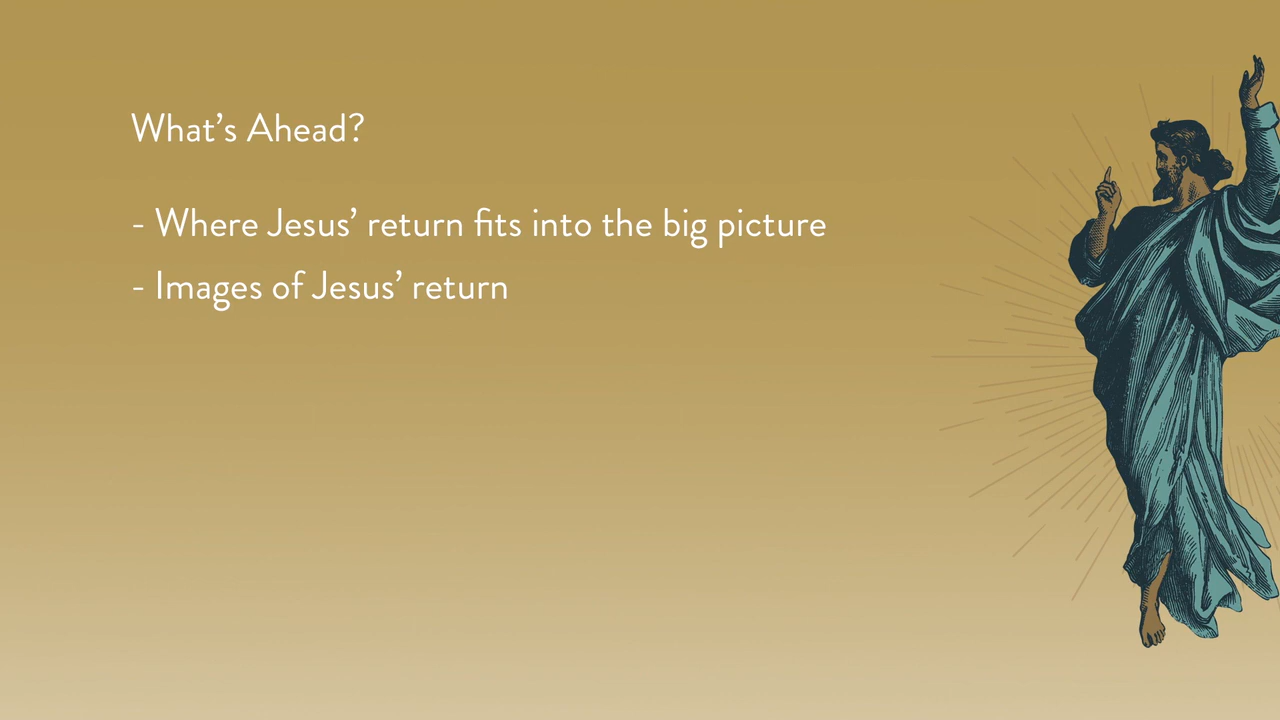 What’s Ahead?
- Where Jesus’ return fits into the big picture
- Images of Jesus’ return